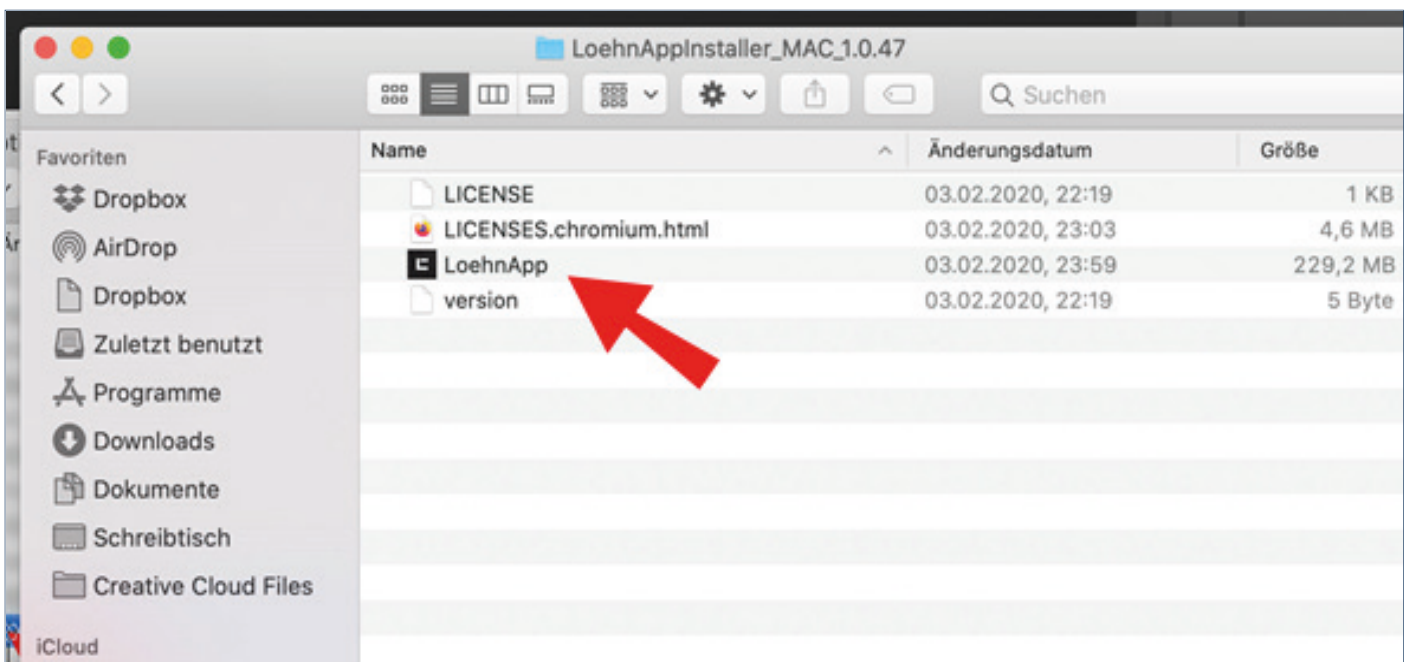 LoehnAppInstaller_MAC_1.0.47
Suchen
Favoriten
Dropbox
AirDrop
Dropbox
Zuletzt benutzt
Programme
Downloads
Dokumente
Schreibtisch
Creative Cloud Files
iCloud
Name Änderungsdatum Größe
LICENSE 03.02.2020, 22:19 1 KB
LICENSES.chromium.html 03.02.2020, 23:03 4,6 MB
LoehnApp 03.02.2020, 23:59 229,2 MB
version 03.02.2020, 22:19 5 Byte